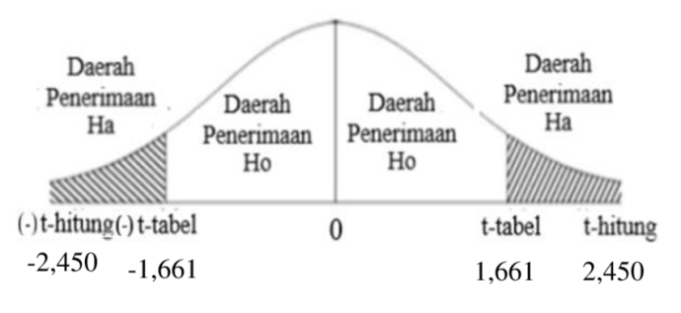 Daerah
Penerimaan
Ha
Daerah
Penerimaan
Ho
Daerah
Penerimaan
Ho
Daerah
Penerimaan
Ha
(-)t-hitung(-)t-tabel 0 t-tabel t-hitung
-2,450 -1,661 1,661 2,450